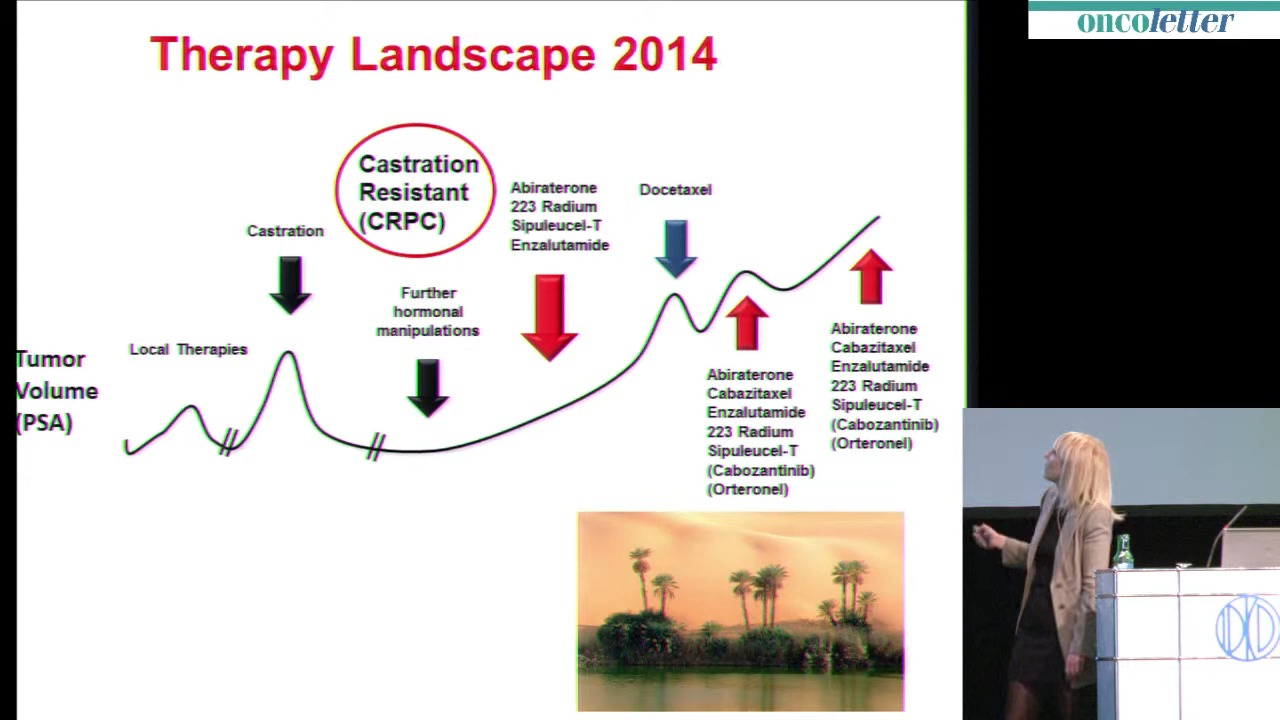 oncoletter
Therapy Landscape 2014
Castration
Resistant
(CRPC)
Abiraterone
223 Radium
Sipuleucel-T
Enzalutamide
Docetaxel
Castration
Further
hormonal
manipulations
Local Therapies
Tumor
Volume
(PSA)
Abiraterone
Cabazitaxel
Enzalutamide
223 Radium
Sipuleucel-T
(Cabozantinib)
(Orteronel)
Abiraterone
Cabazitaxel
Enzalutamide
223 Radium
Sipuleucel-T
(Cabozantinib)
(Orteronel)